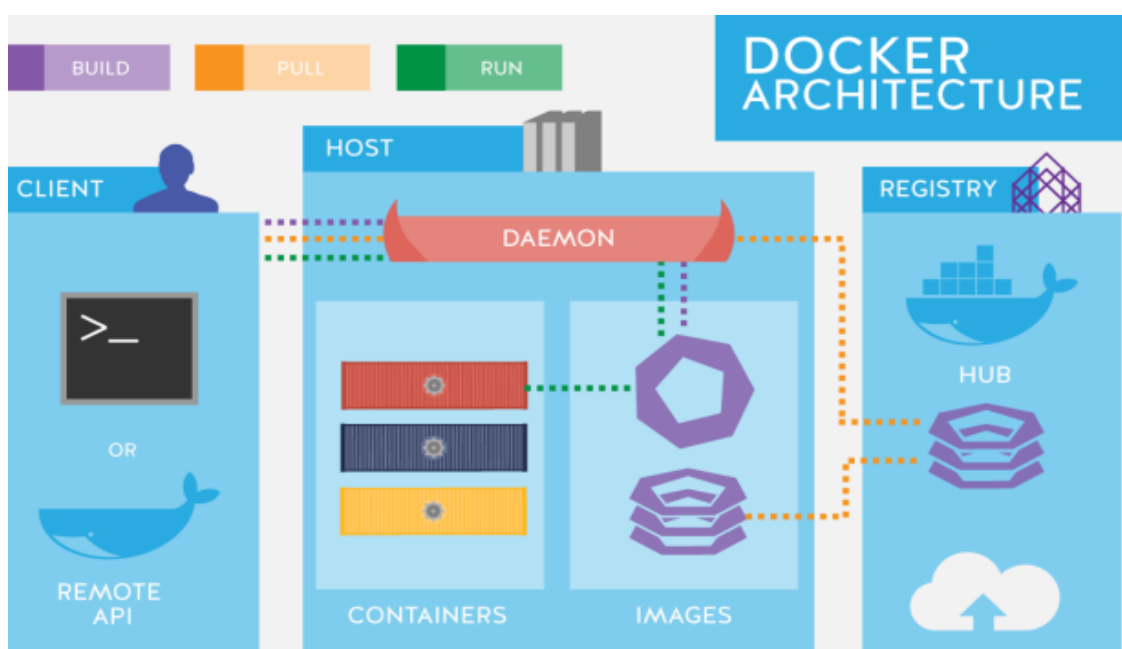 BUILD
PULL
RUN
DOCKER
ARCHITECTURE
CLIENT
HOST
REGISTRY
DAEMON
>_
OR
REMOTE
API
CONTAINERS
IMAGES
HUB